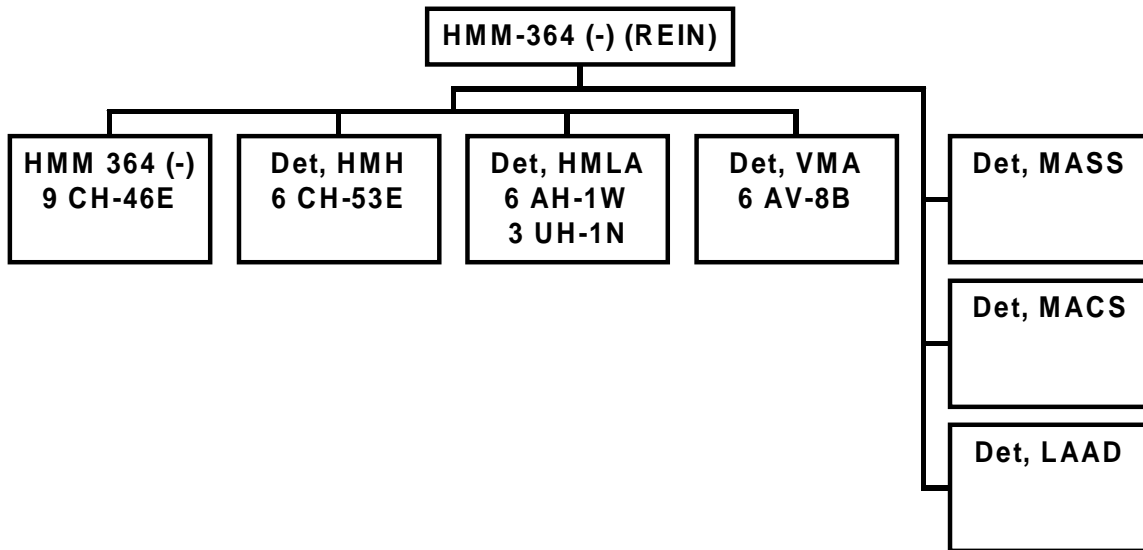 HMM-364 (-) (REIN)
HMM 364 (-)
9 CH-46E
Det, HMH
6 CH-53E
Det, HMLA
6 AH-1W
3 UH-1N
Det, VMA
6 AV-8B
Det, MASS
Det, MACS
Det, LAAD